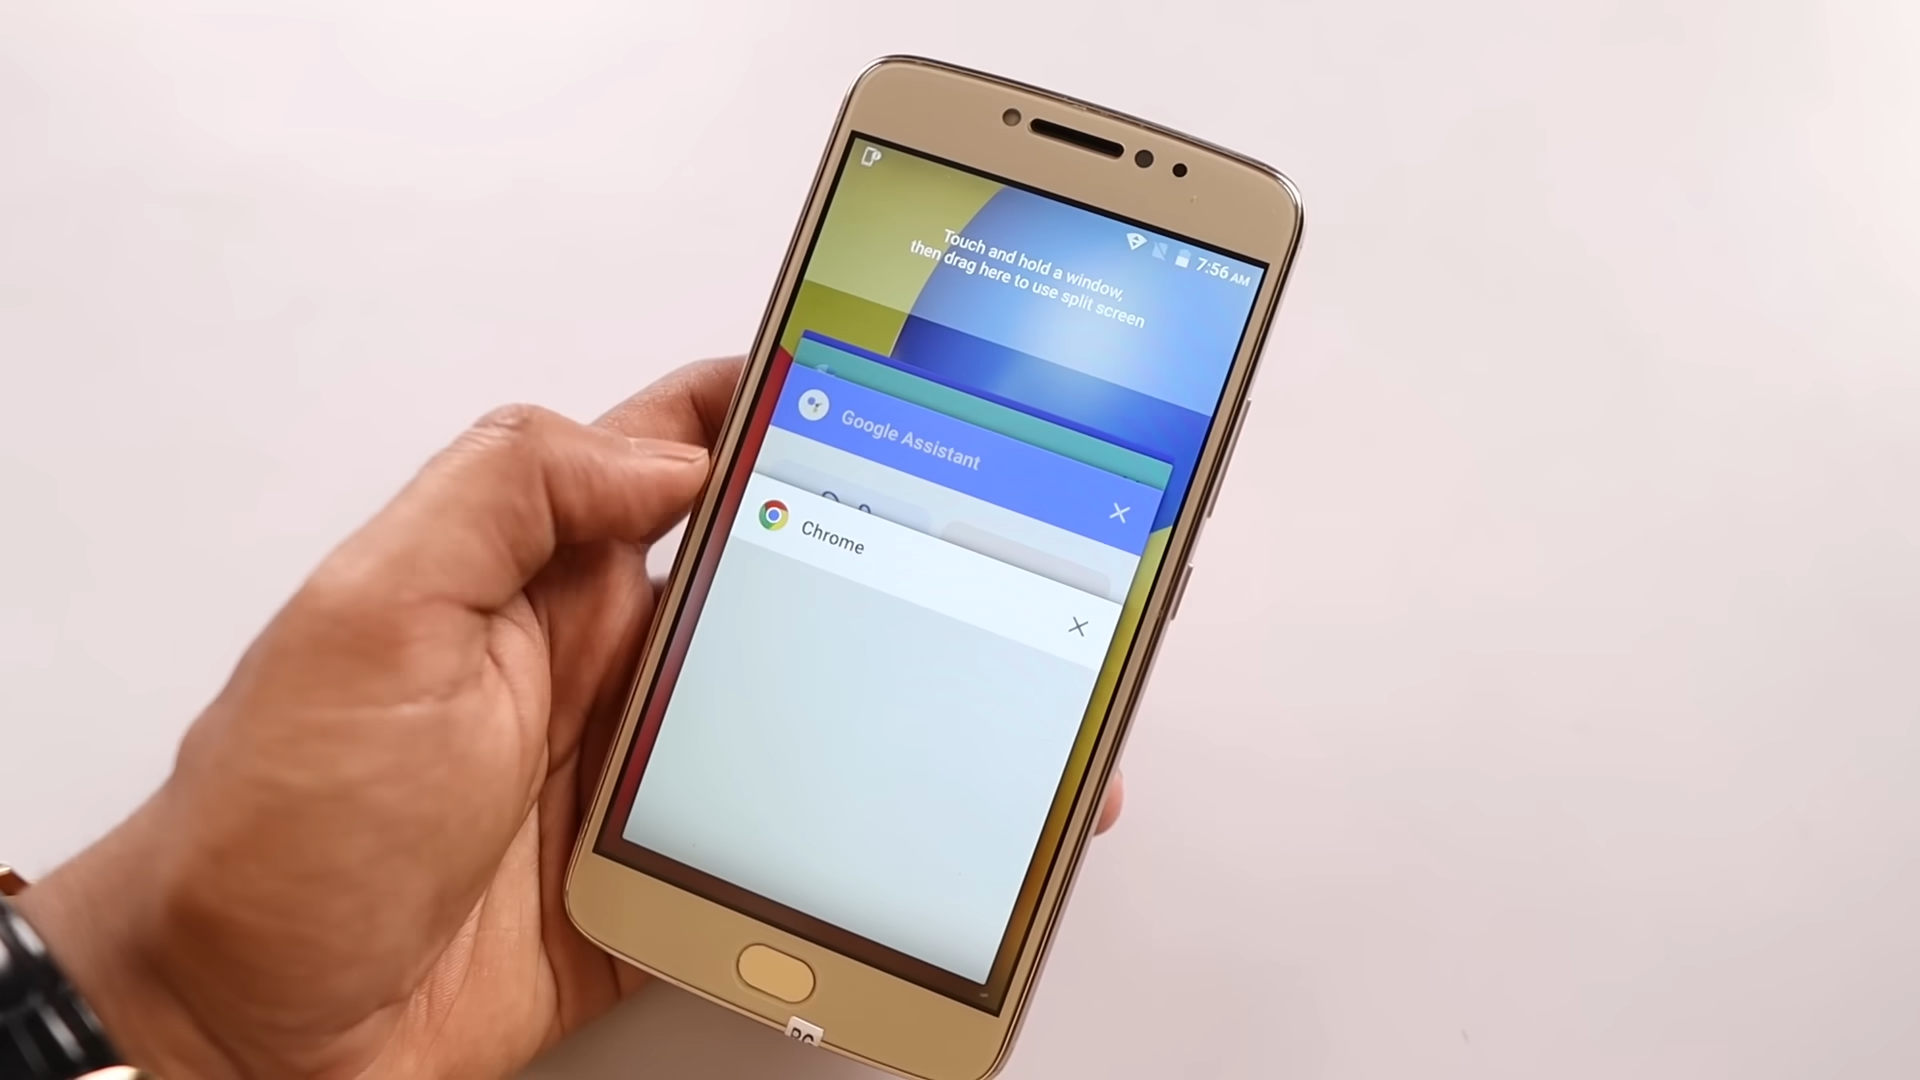 7:56 AM
Touch and hold a window,
then drag here to use split screen
Google Assistant
Chrome